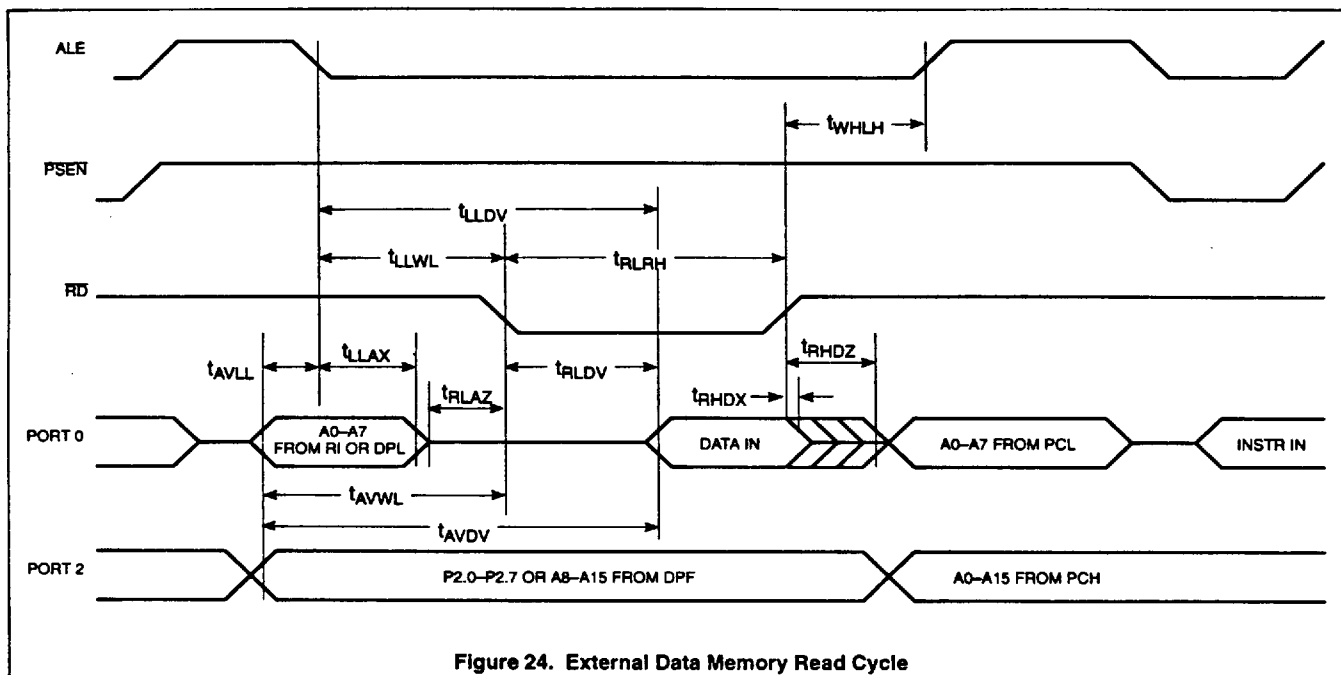 ALE
tWHLH
PSEN
tLLDV
tLLWL
tRLRH
RD
tAVLL
tLLAX
tRLAZ
tRLDV
tRHDZ
tRHDX
PORT 0
A0–A7
FROM RI OR DPL
DATA IN
A0–A7 FROM PCL
INSTR IN
tAVWL
tAVDV
PORT 2
P2.0–P2.7 OR A8–A15 FROM DPF
A0–A15 FROM PCH
Figure 24. External Data Memory Read Cycle